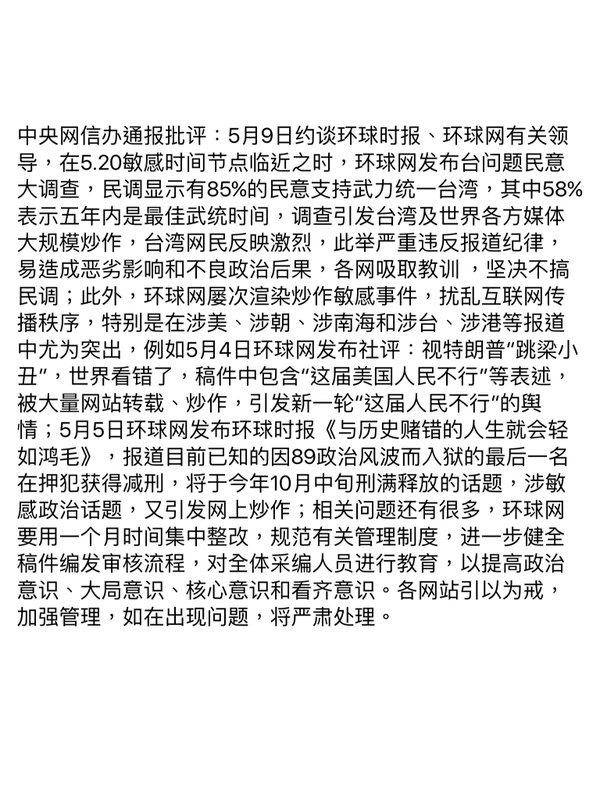 中央网信办通报批评：5月9日约谈环球时报、环球网有关领
导，在5.20敏感时间节点临近之时，环球网发布台问题民意
大调查，民调显示有85%的民意支持武力统一台湾，其中58%
表示五年内是最佳武统时间，调查引发台湾及世界各方媒体
大规模炒作，台湾网民反映激烈，此举严重违反报道纪律，
易造成恶劣影响和不良政治后果，各网吸取教训 ，坚决不搞
民调；此外，环球网屡次渲染炒作敏感事件，扰乱互联网传
播秩序，特别是在涉美、涉朝、涉南海和涉台、涉港等报道
中尤为突出，例如5月4日环球网发布社评：视特朗普“跳梁小
丑”，世界看错了，稿件中包含“这届美国人民不行”等表述，
被大量网站转载、炒作，引发新一轮“这届人民不行”的舆
情；5月5日环球网发布环球时报《与历史赌错的人生就会轻
如鸿毛》，报道目前已知的因89政治风波而入狱的最后一名
在押犯获得减刑，将于今年10月中旬刑满释放的话题，涉敏
感政治话题，又引发网上炒作；相关问题还有很多，环球网
要用一个月时间集中整改，规范有关管理制度，进一步健全
稿件编发审核流程，对全体采编人员进行教育，以提高政治
意识、大局意识、核心意识和看齐意识。各网站引以为戒，
加强管理，如在出现问题，将严肃处理。